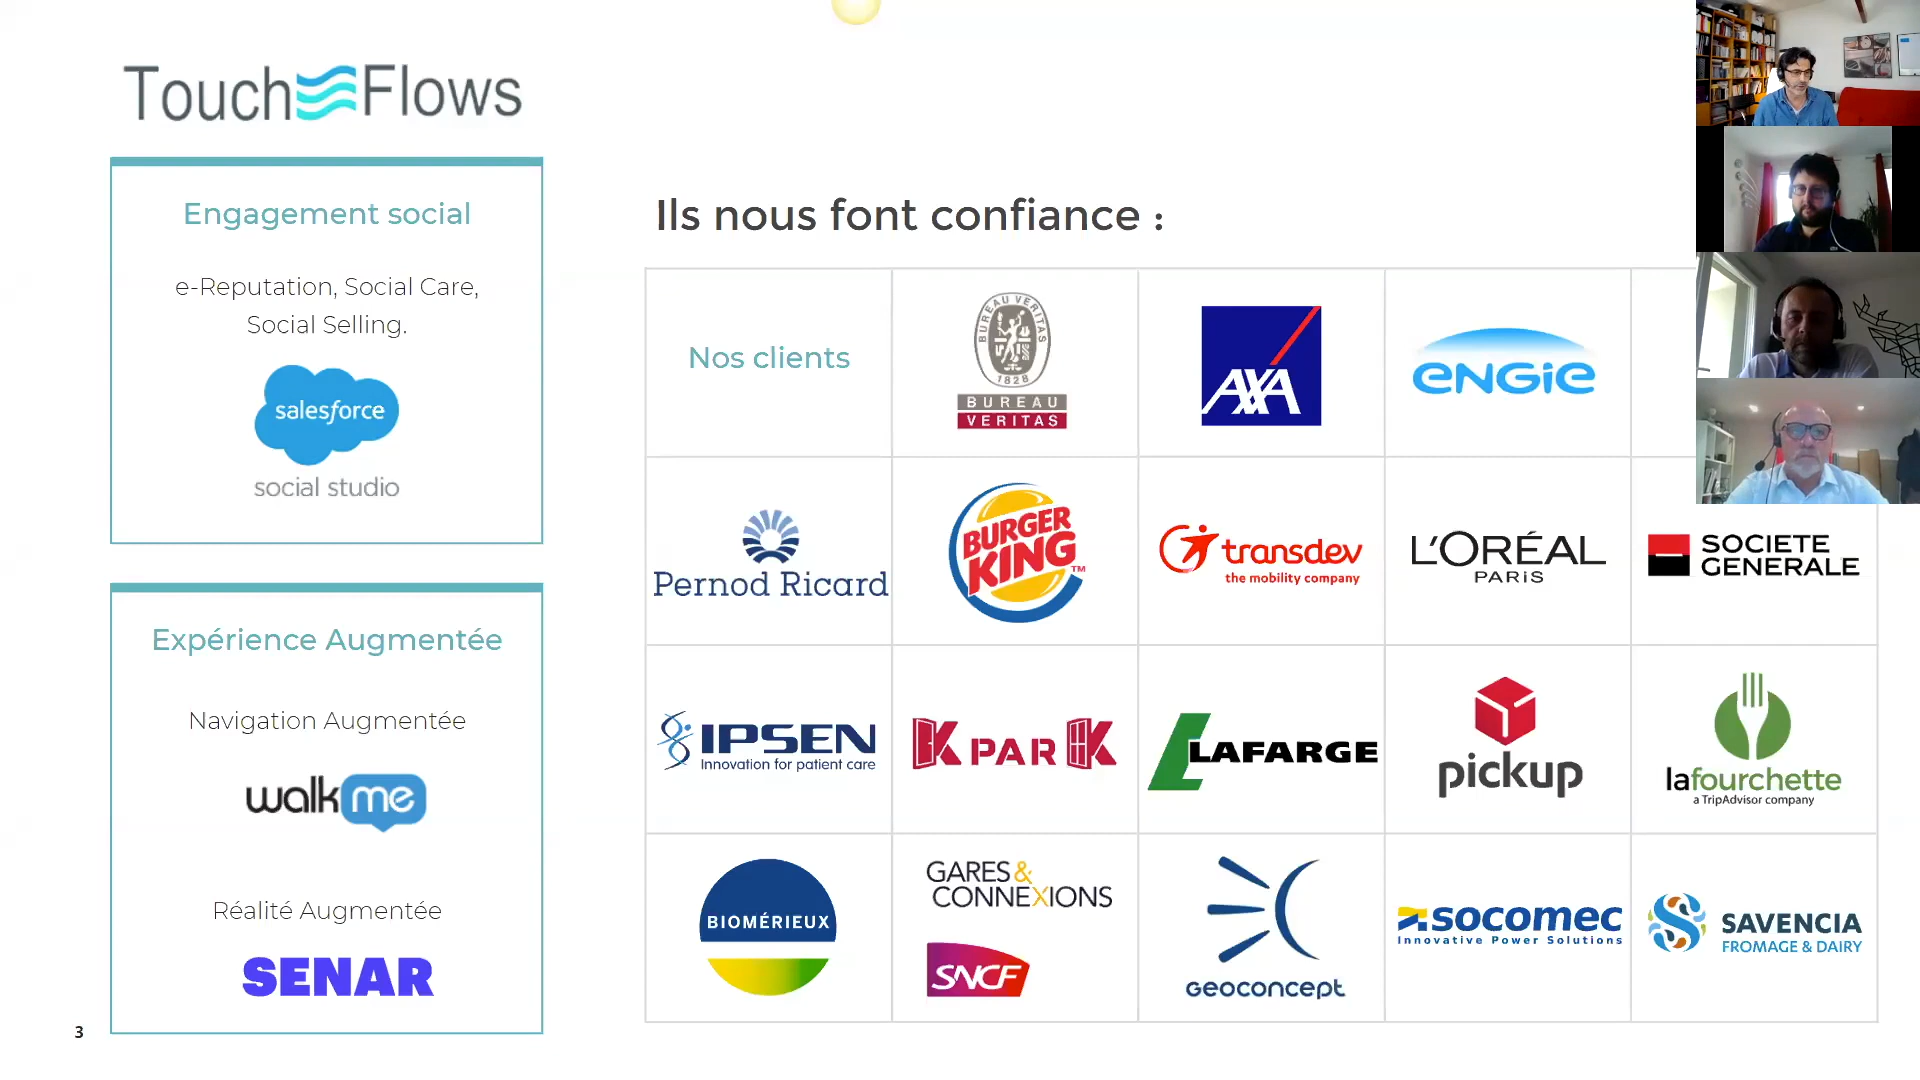 Touch Flows
Engagement social
e-Reputation, Social Care,
Social Selling.
salesforce
social studio
Expérience Augmentée
Navigation Augmentée
walkme
Réalité Augmentée
SENAR
3
Ils nous font confiance :
Nos clients
BUREAU VERITAS
1828
BUREAU
VERITAS
AXA
ENGIE
Pernod Ricard
BURGER
KING™
transdev
the mobility company
L'ORÉAL
PARIS
SOCIETE
GENERALE
IPSEN
Innovation for patient care
K PAR K
LAFARGE
pickup
lafourchette
a TripAdvisor company
BIOMÉRIEUX
GARES &
CONNEXIONS
SNCF
GEOCONCEPT
socomec
Innovative Power Solutions
SAVENCIA
FROMAGE & DAIRY